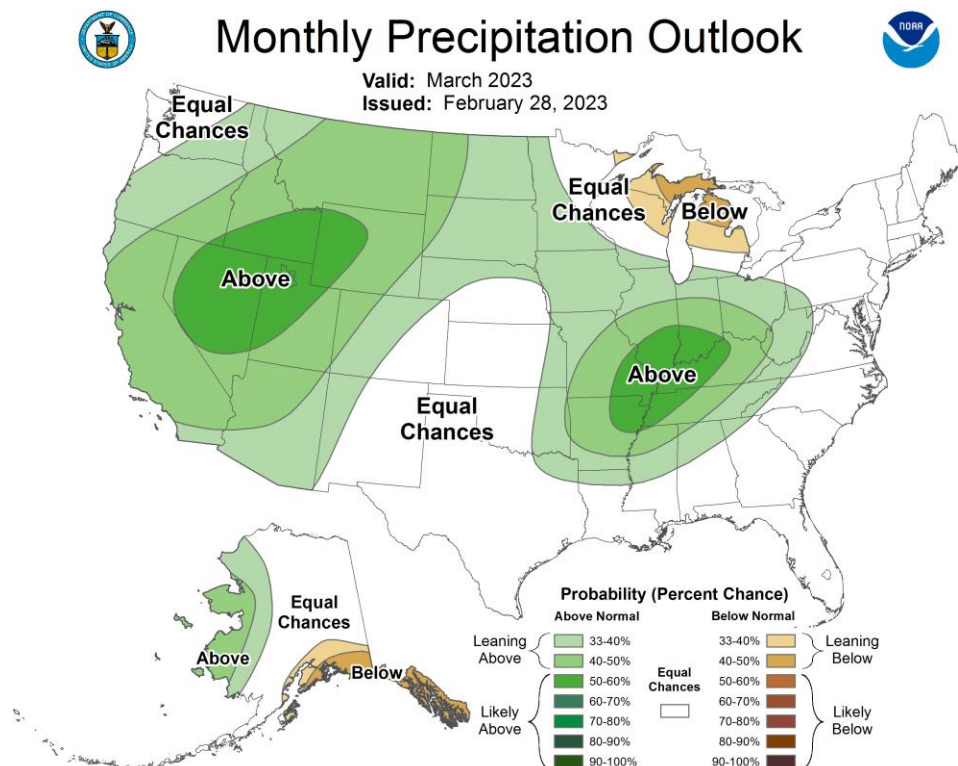 Monthly Precipitation Outlook
NOAA
Valid: March 2023
Issued: February 28, 2023
Equal
Chances
Equal
Chances
Below
Above
Above
Equal
Chances
Equal
Chances
Above
Below
Probability (Percent Chance)
Above Normal
Below Normal
Leaning
Above
33-40%
40-50%
50-60%
60-70%
70-80%
80-90%
90-100%
Likely
Above
Equal
Chances
33-40%
40-50%
50-60%
60-70%
70-80%
80-90%
90-100%
Leaning
Below
Likely
Below